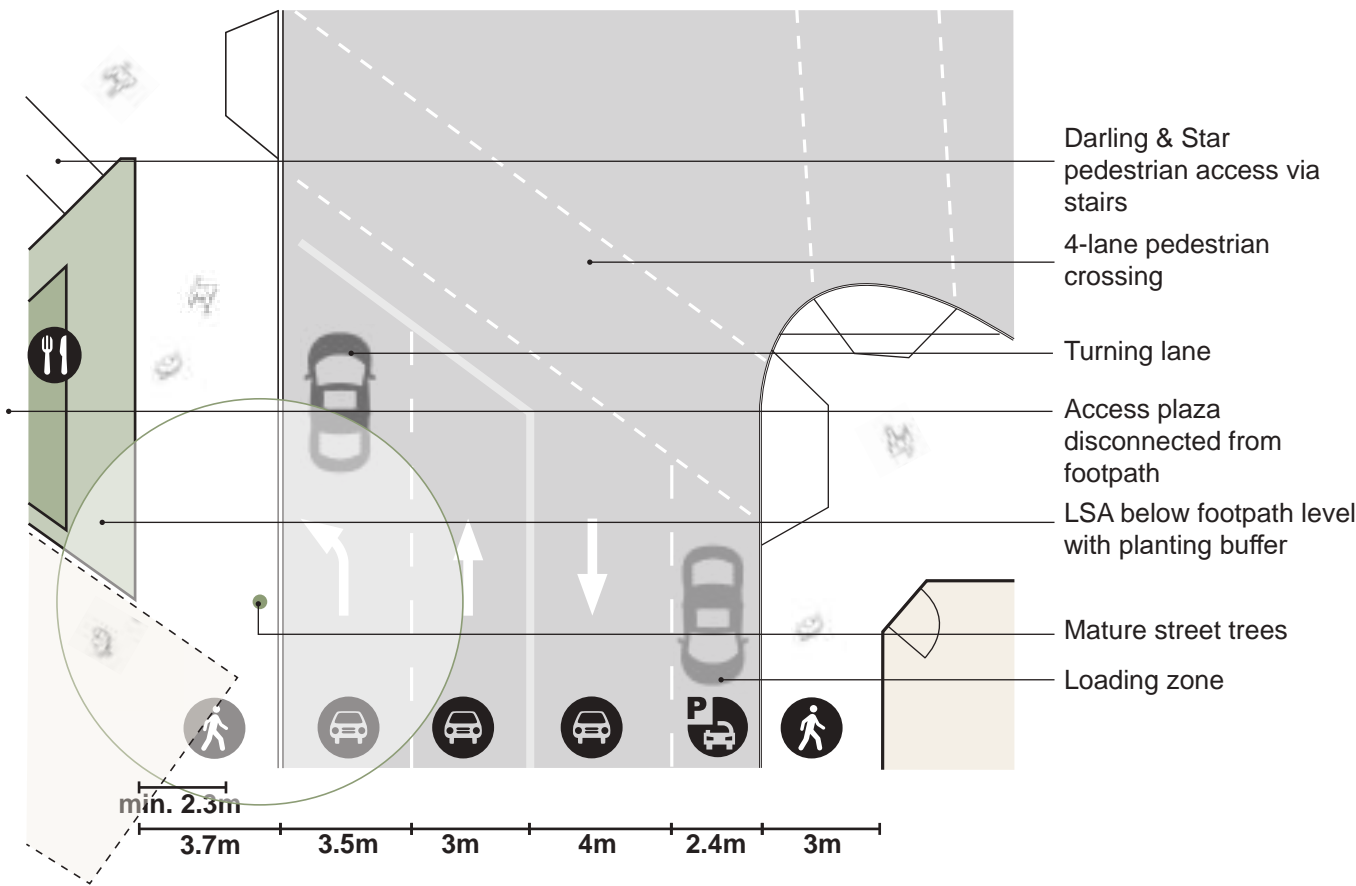 Darling & Star
pedestrian access via
stairs
4-lane pedestrian
crossing
Turning lane
Access plaza
disconnected from
footpath
LSA below footpath level
with planting buffer
Mature street trees
Loading zone
P
min. 2.3m
3.7m
3.5m
3m
4m
2.4m
3m